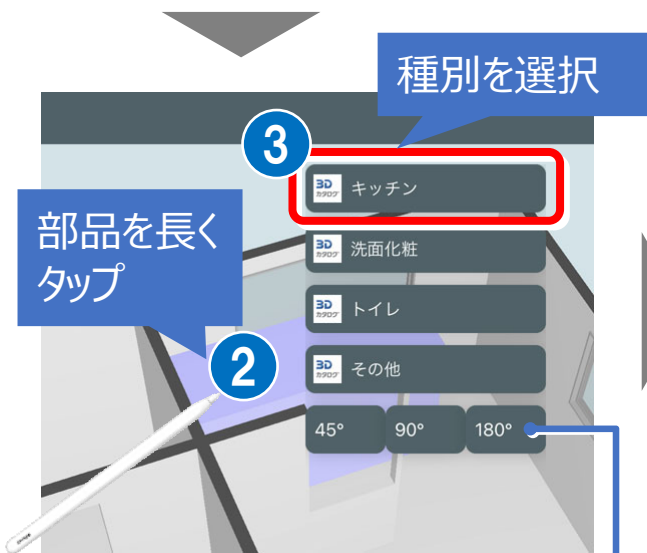 種別を選択
3
3D
カタログ
キッチン
部品を長く
タップ
3D
カタログ
洗面化粧
3D
カタログ
トイレ
2
3D
カタログ
その他
45° 90° 180°